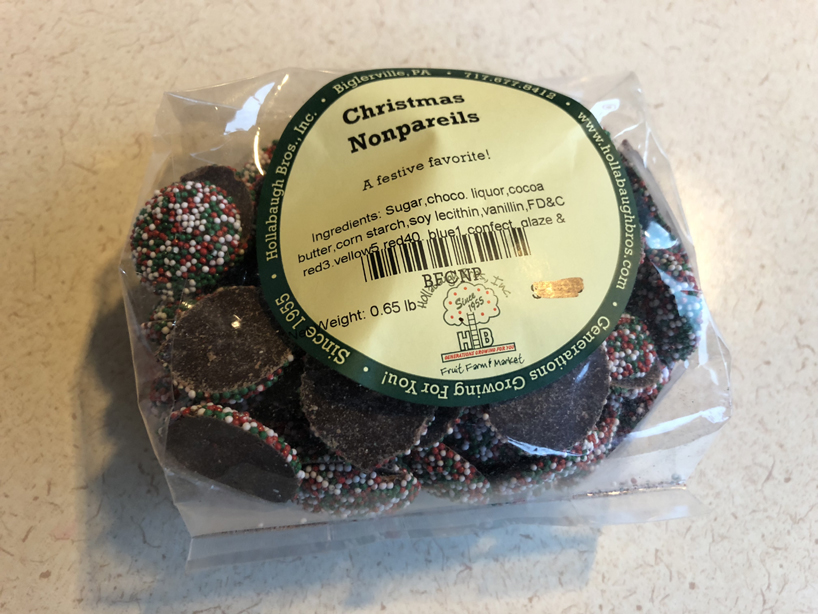 Hollabaugh Bros., Inc. • Biglerville, PA • 717.677.8412 • www.hollabaughbros.com
Christmas
Nonpareils
A festive favorite!
Ingredients: Sugar,choco. liquor,cocoa
butter,corn starch,soy lecithin,vanillin,FD&C
red3.yellow5,red40, blue1,confect. glaze &
BFCNP
Weight: 0.65 lb
Since
1955
HB
GENERATIONS GROWING FOR YOU
Fruit Farm & Market
Since 1955 • Generations Growing For You!